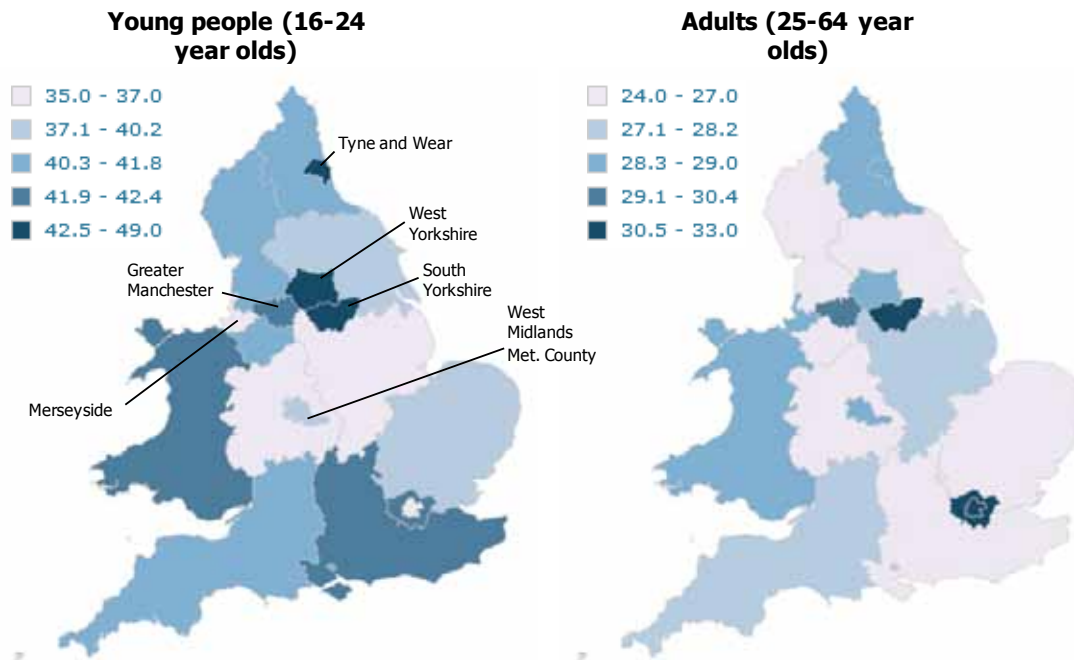 Young people (16-24
year olds)
35.0 - 37.0
37.1 - 40.2
40.3 - 41.8
41.9 - 42.4
42.5 - 49.0
Tyne and Wear
West
Yorkshire
Greater
Manchester
South
Yorkshire
West
Midlands
Met. County
Merseyside
Adults (25-64 year
olds)
24.0 - 27.0
27.1 - 28.2
28.3 - 29.0
29.1 - 30.4
30.5 - 33.0